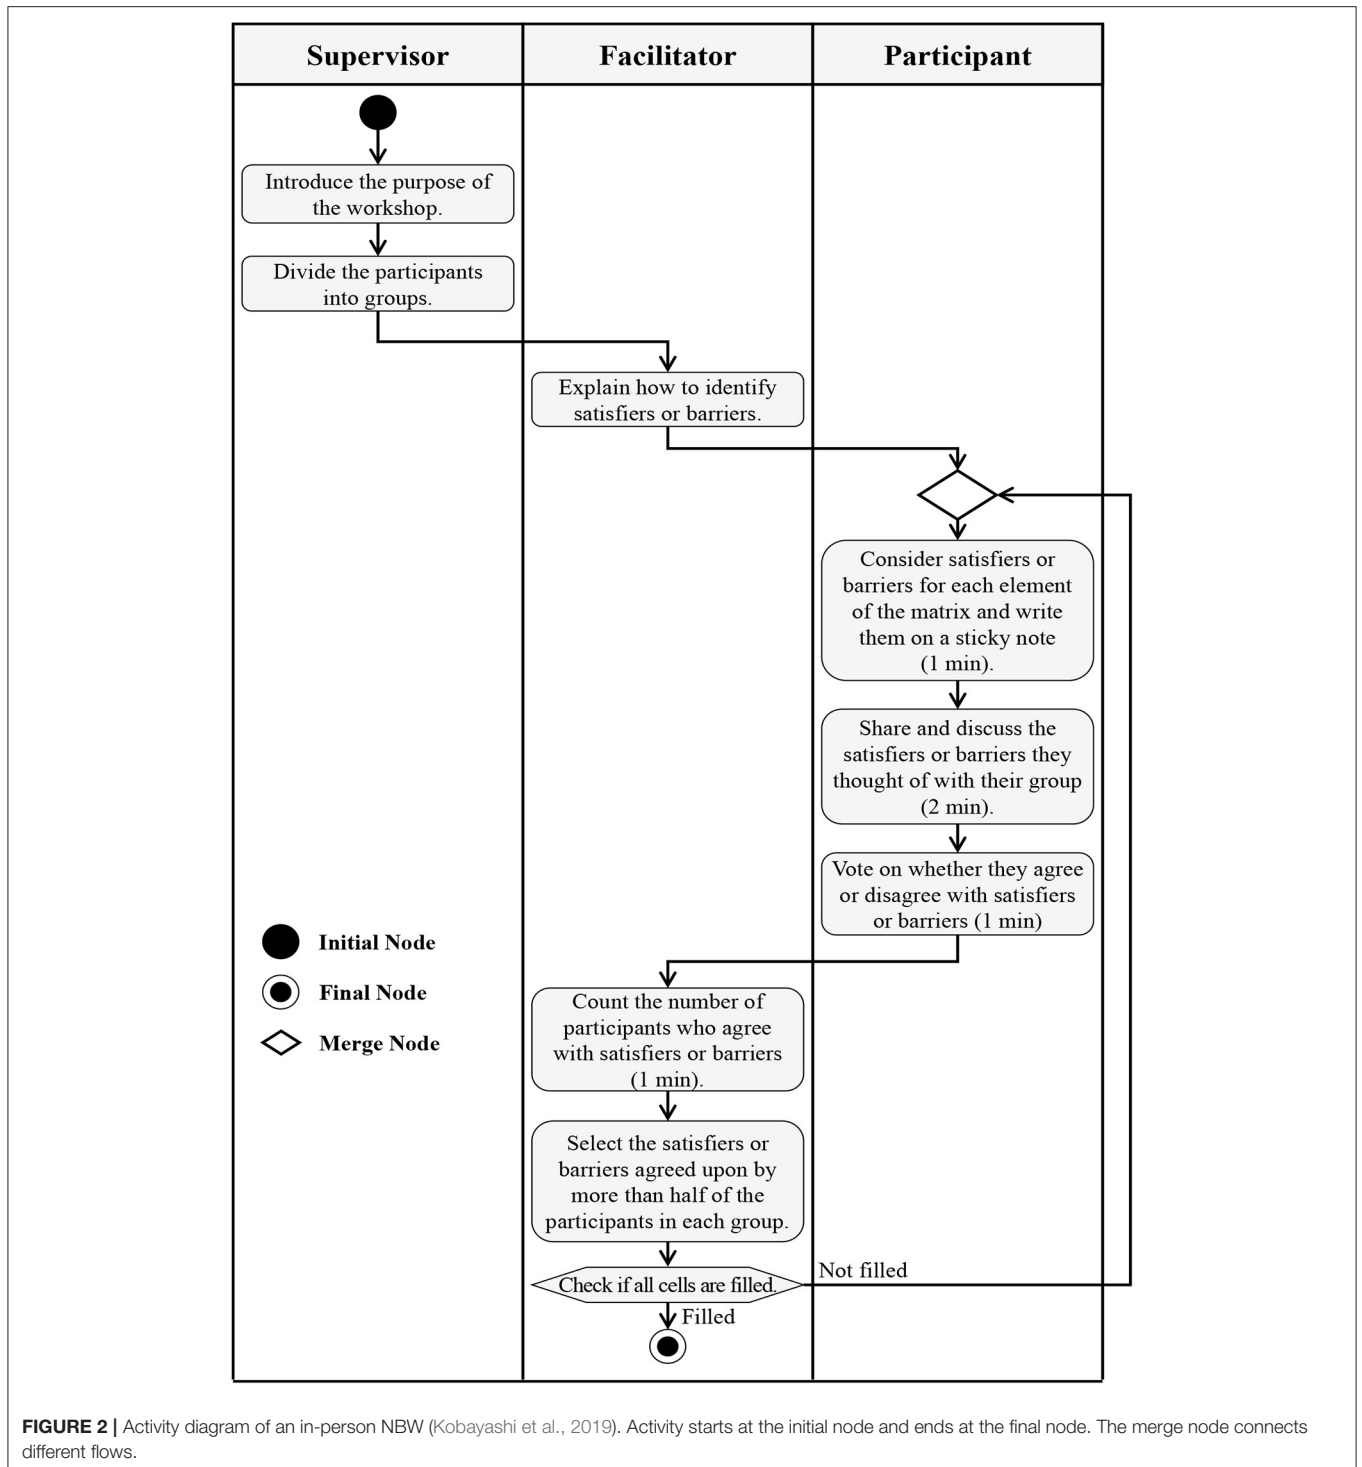 Supervisor
Facilitator
Participant
Introduce the purpose of
the workshop.
Divide the participants
into groups.
Explain how to identify
satisfiers or barriers.
Consider satisfiers or
barriers for each element
of the matrix and write
them on a sticky note
(1 min).
Share and discuss the
satisfiers or barriers they
thought of with their group
(2 min).
Vote on whether they agree
or disagree with satisfiers
or barriers (1 min)
Initial Node
Final Node
Merge Node
Count the number of
participants who agree
with satisfiers or barriers
(1 min).
Select the satisfiers or
barriers agreed upon by
more than half of the
participants in each group.
Check if all cells are filled.
Not filled
Filled
FIGURE 2 | Activity diagram of an in-person NBW (Kobayashi et al., 2019). Activity starts at the initial node and ends at the final node. The merge node connects
different flows.